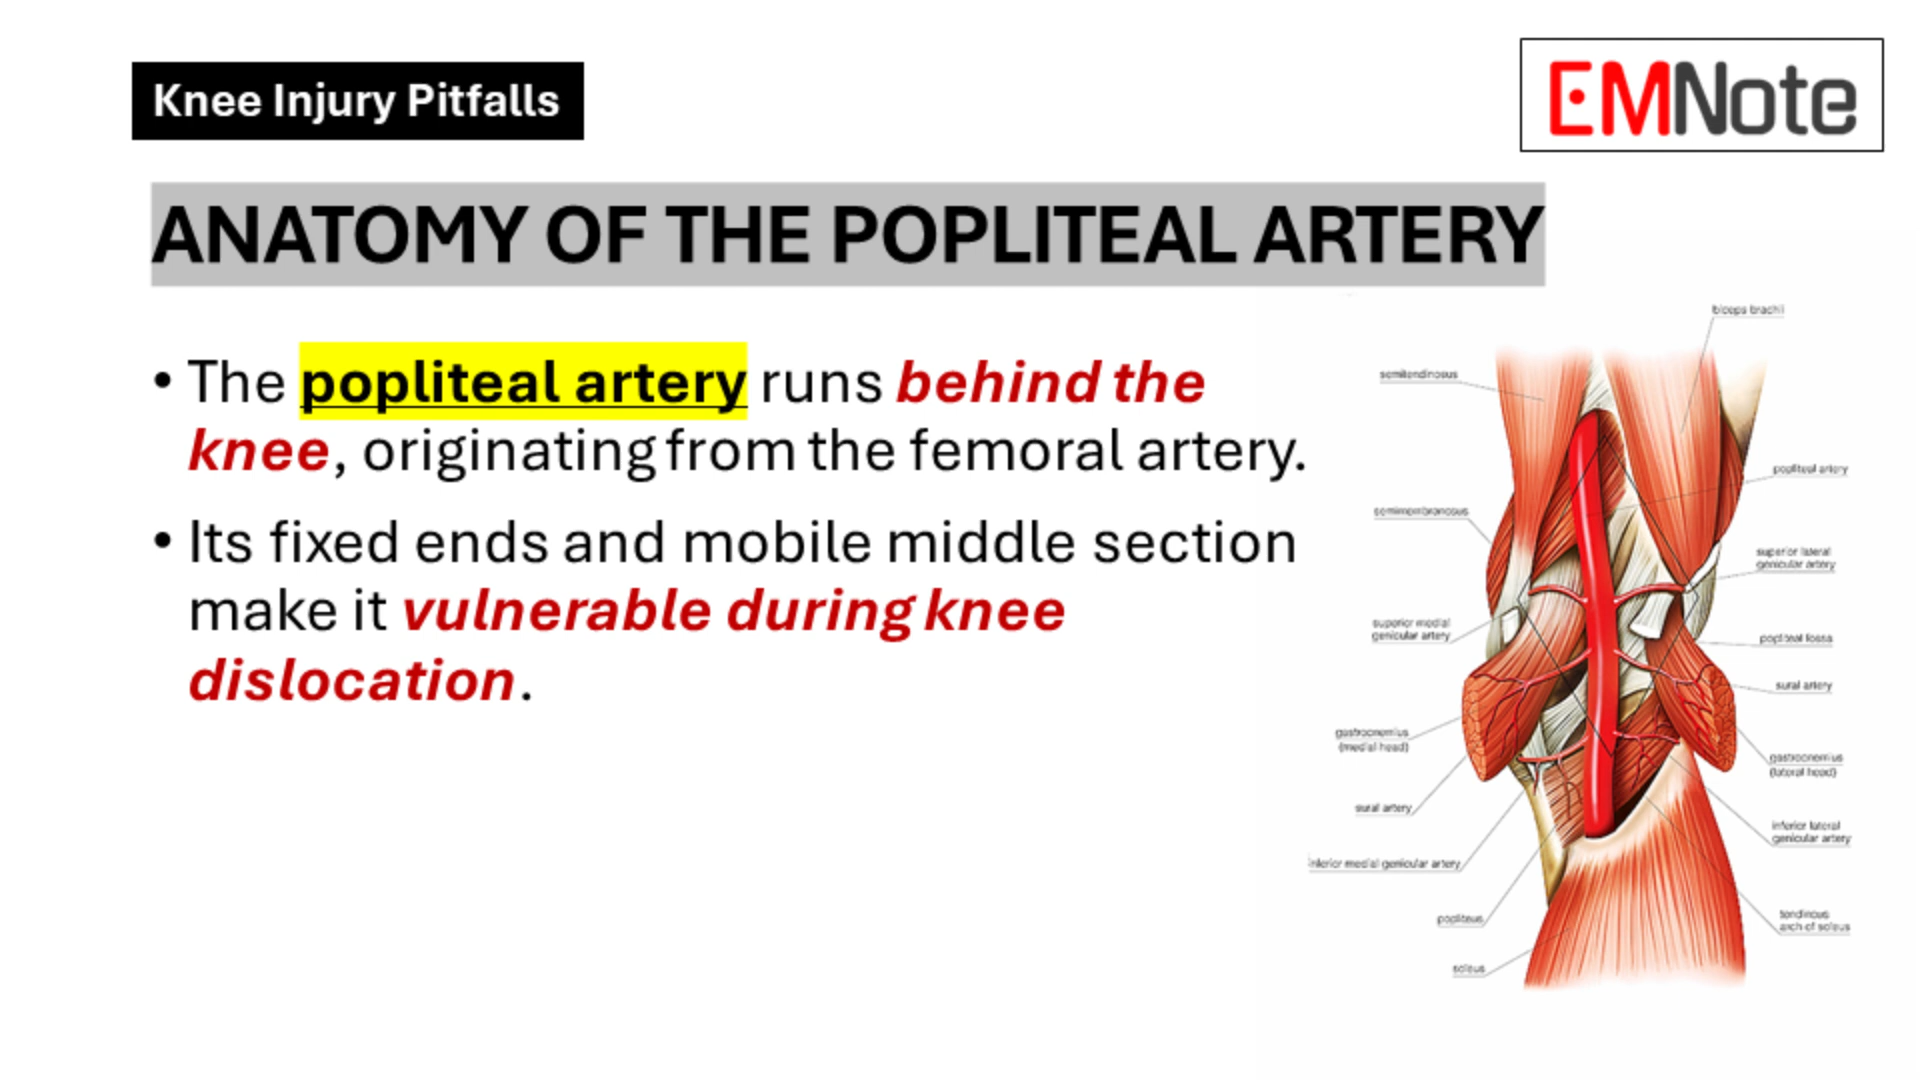 Knee Injury Pitfalls
EMNote
ANATOMY OF THE POPLITEAL ARTERY
• The popliteal artery runs behind the
knee, originating from the femoral artery.
• Its fixed ends and mobile middle section
make it vulnerable during knee
dislocation.
biceps brachii
semitendinosus
popliteal artery
semimembranosus
superior lateral
genicular artery
superior medial
genicular artery
popliteal fossa
sural artery
gastrocnemius
(medial head)
gastrocnemius
(lateral head)
sural artery
inferior lateral
genicular artery
inferior medial genicular artery
popliteus
tendinous
arch of soleus
soleus